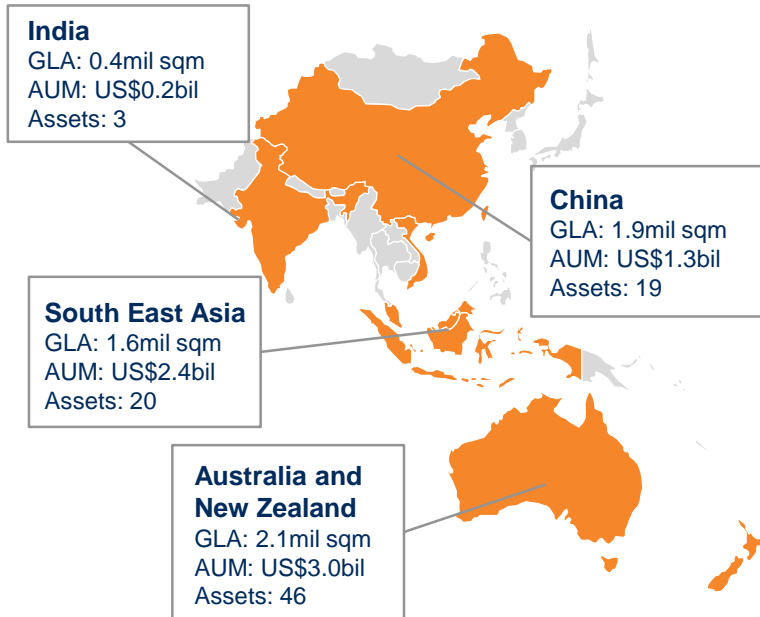 India
GLA: 0.4mil sqm
AUM: US$0.2bil
Assets: 3
China
GLA: 1.9mil sqm
AUM: US$1.3bil
Assets: 19
South East Asia
GLA: 1.6mil sqm
AUM: US$2.4bil
Assets: 20
Australia and
New Zealand
GLA: 2.1mil sqm
AUM: US$3.0bil
Assets: 46